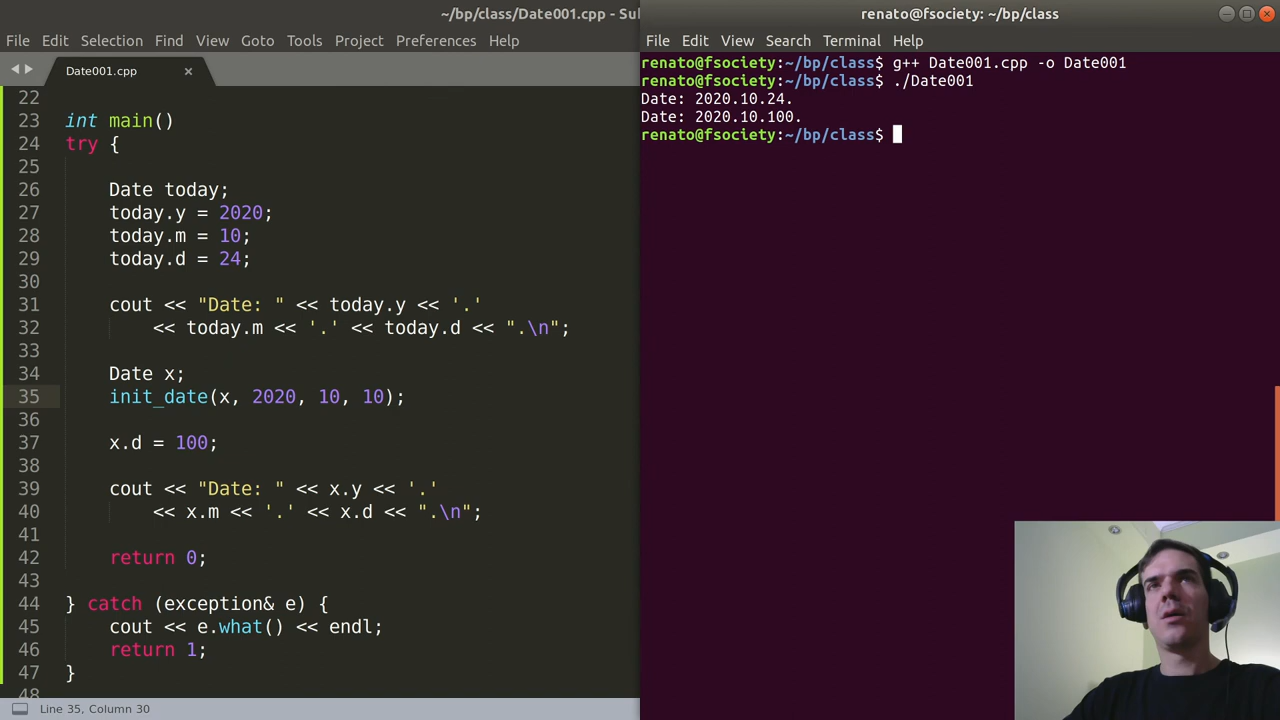 ~/bp/class/Date001.cpp - Su
File Edit Selection Find View Goto Tools Project Preferences Help
Date001.cpp ×
22
23 int main()
24 try {
25
26 Date today;
27 today.y = 2020;
28 today.m = 10;
29 today.d = 24;
30
31 cout << "Date: " << today.y << '.'
32 << today.m << '.' << today.d << ".\n";
33
34 Date x;
35 init_date(x, 2020, 10, 10);
36
37 x.d = 100;
38
39 cout << "Date: " << x.y << '.'
40 << x.m << '.' << x.d << ".\n";
41
42 return 0;
43
44 } catch (exception& e) {
45 cout << e.what() << endl;
46 return 1;
47 }
48
Line 35, Column 30
renato@fsociety: ~/bp/class
File Edit View Search Terminal Help
renato@fsociety:~/bp/class$ g++ Date001.cpp -o Date001
renato@fsociety:~/bp/class$ ./Date001
Date: 2020.10.24.
Date: 2020.10.100.
renato@fsociety:~/bp/class$